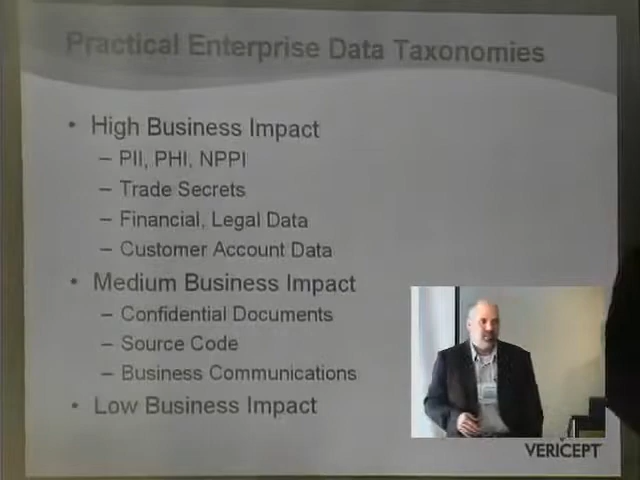 Practical Enterprise Data Taxonomies
• High Business Impact
– PII, PHI, NPPI
– Trade Secrets
– Financial, Legal Data
– Customer Account Data
• Medium Business Impact
– Confidential Documents
– Source Code
– Business Communications
• Low Business Impact
VERICEPT